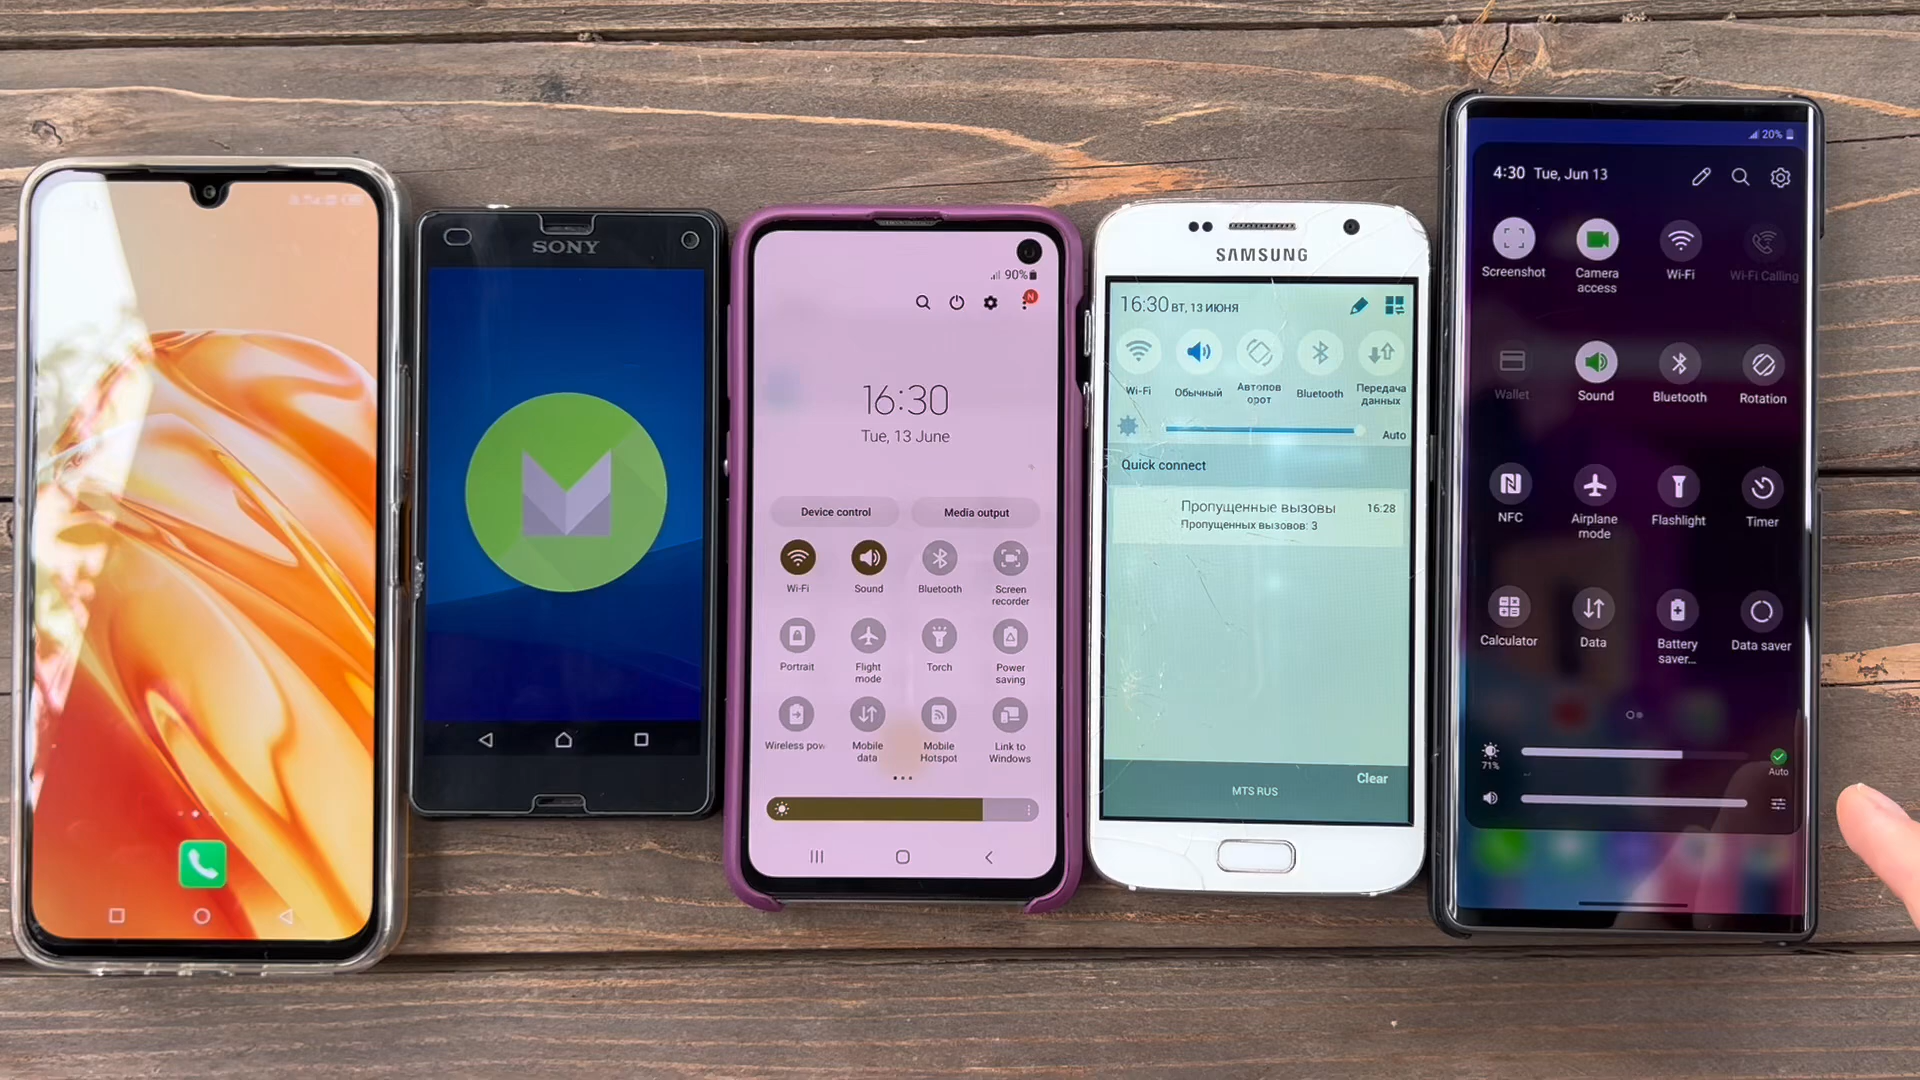 SONY
90%
N
16:30
Tue, 13 June
Device control
Media output
Wi-Fi
Sound
Bluetooth
Screen
recorder
Portrait
Flight
mode
Torch
Power
saving
Wireless pow
Mobile
data
Mobile
Hotspot
Link to
Windows
SAMSUNG
16:30 ВТ, 13 ИЮНЯ
Wi-Fi
Обычный
Автопов
орот
Bluetooth
Передача
данных
Auto
Quick connect
Пропущенные вызовы 16:28
Пропущенных вызовов: 3
Clear
MTS RUS
20%
4:30 Tue, Jun 13
Screenshot
Camera
access
Wi-Fi
Wi-Fi Calling
Wallet
Sound
Bluetooth
Rotation
NFC
Airplane
mode
Flashlight
Timer
Calculator
Data
Battery
saver...
Data saver
71%
Auto